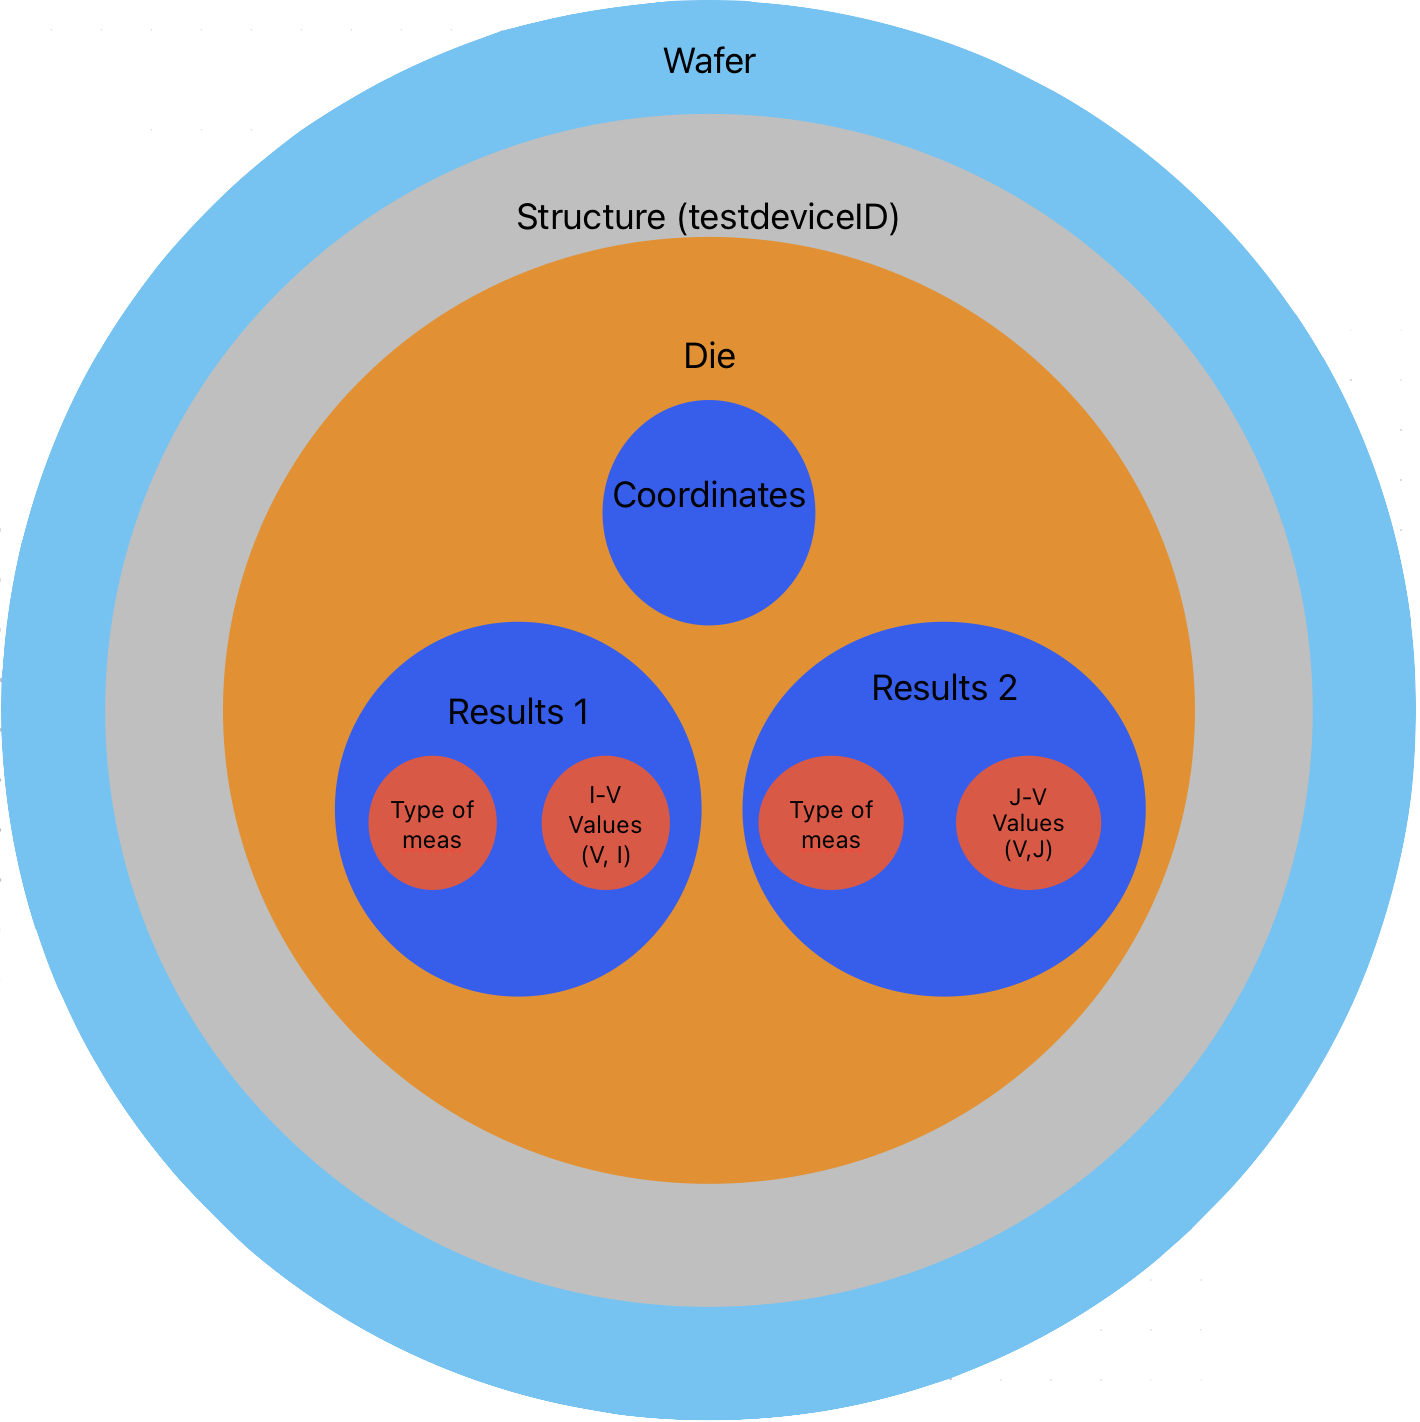 Wafer
Structure (testdeviceID)
Die
Coordinates
Results 1
Type of
meas
I-V
Values
(V, I)
Results 2
Type of
meas
J-V
Values
(V,J)